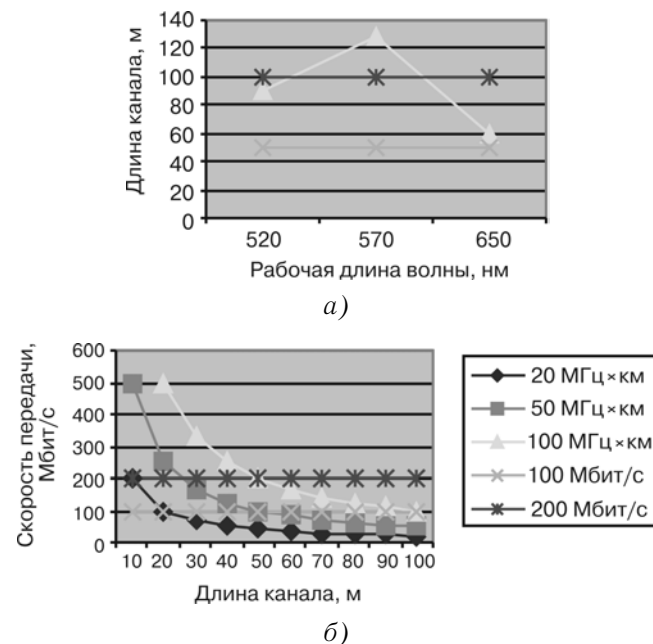 Длина канала, м
140
120
100
80
60
40
20
0
520 570 650
Рабочая длина волны, нм
а)
Скорость передачи,
Мбит/с
600
500
400
300
200
100
0
10 20 30 40 50 60 70 80 90 100
Длина канала, м
20 МГц×км
50 МГц×км
100 МГц×км
100 Мбит/с
200 Мбит/с
б)